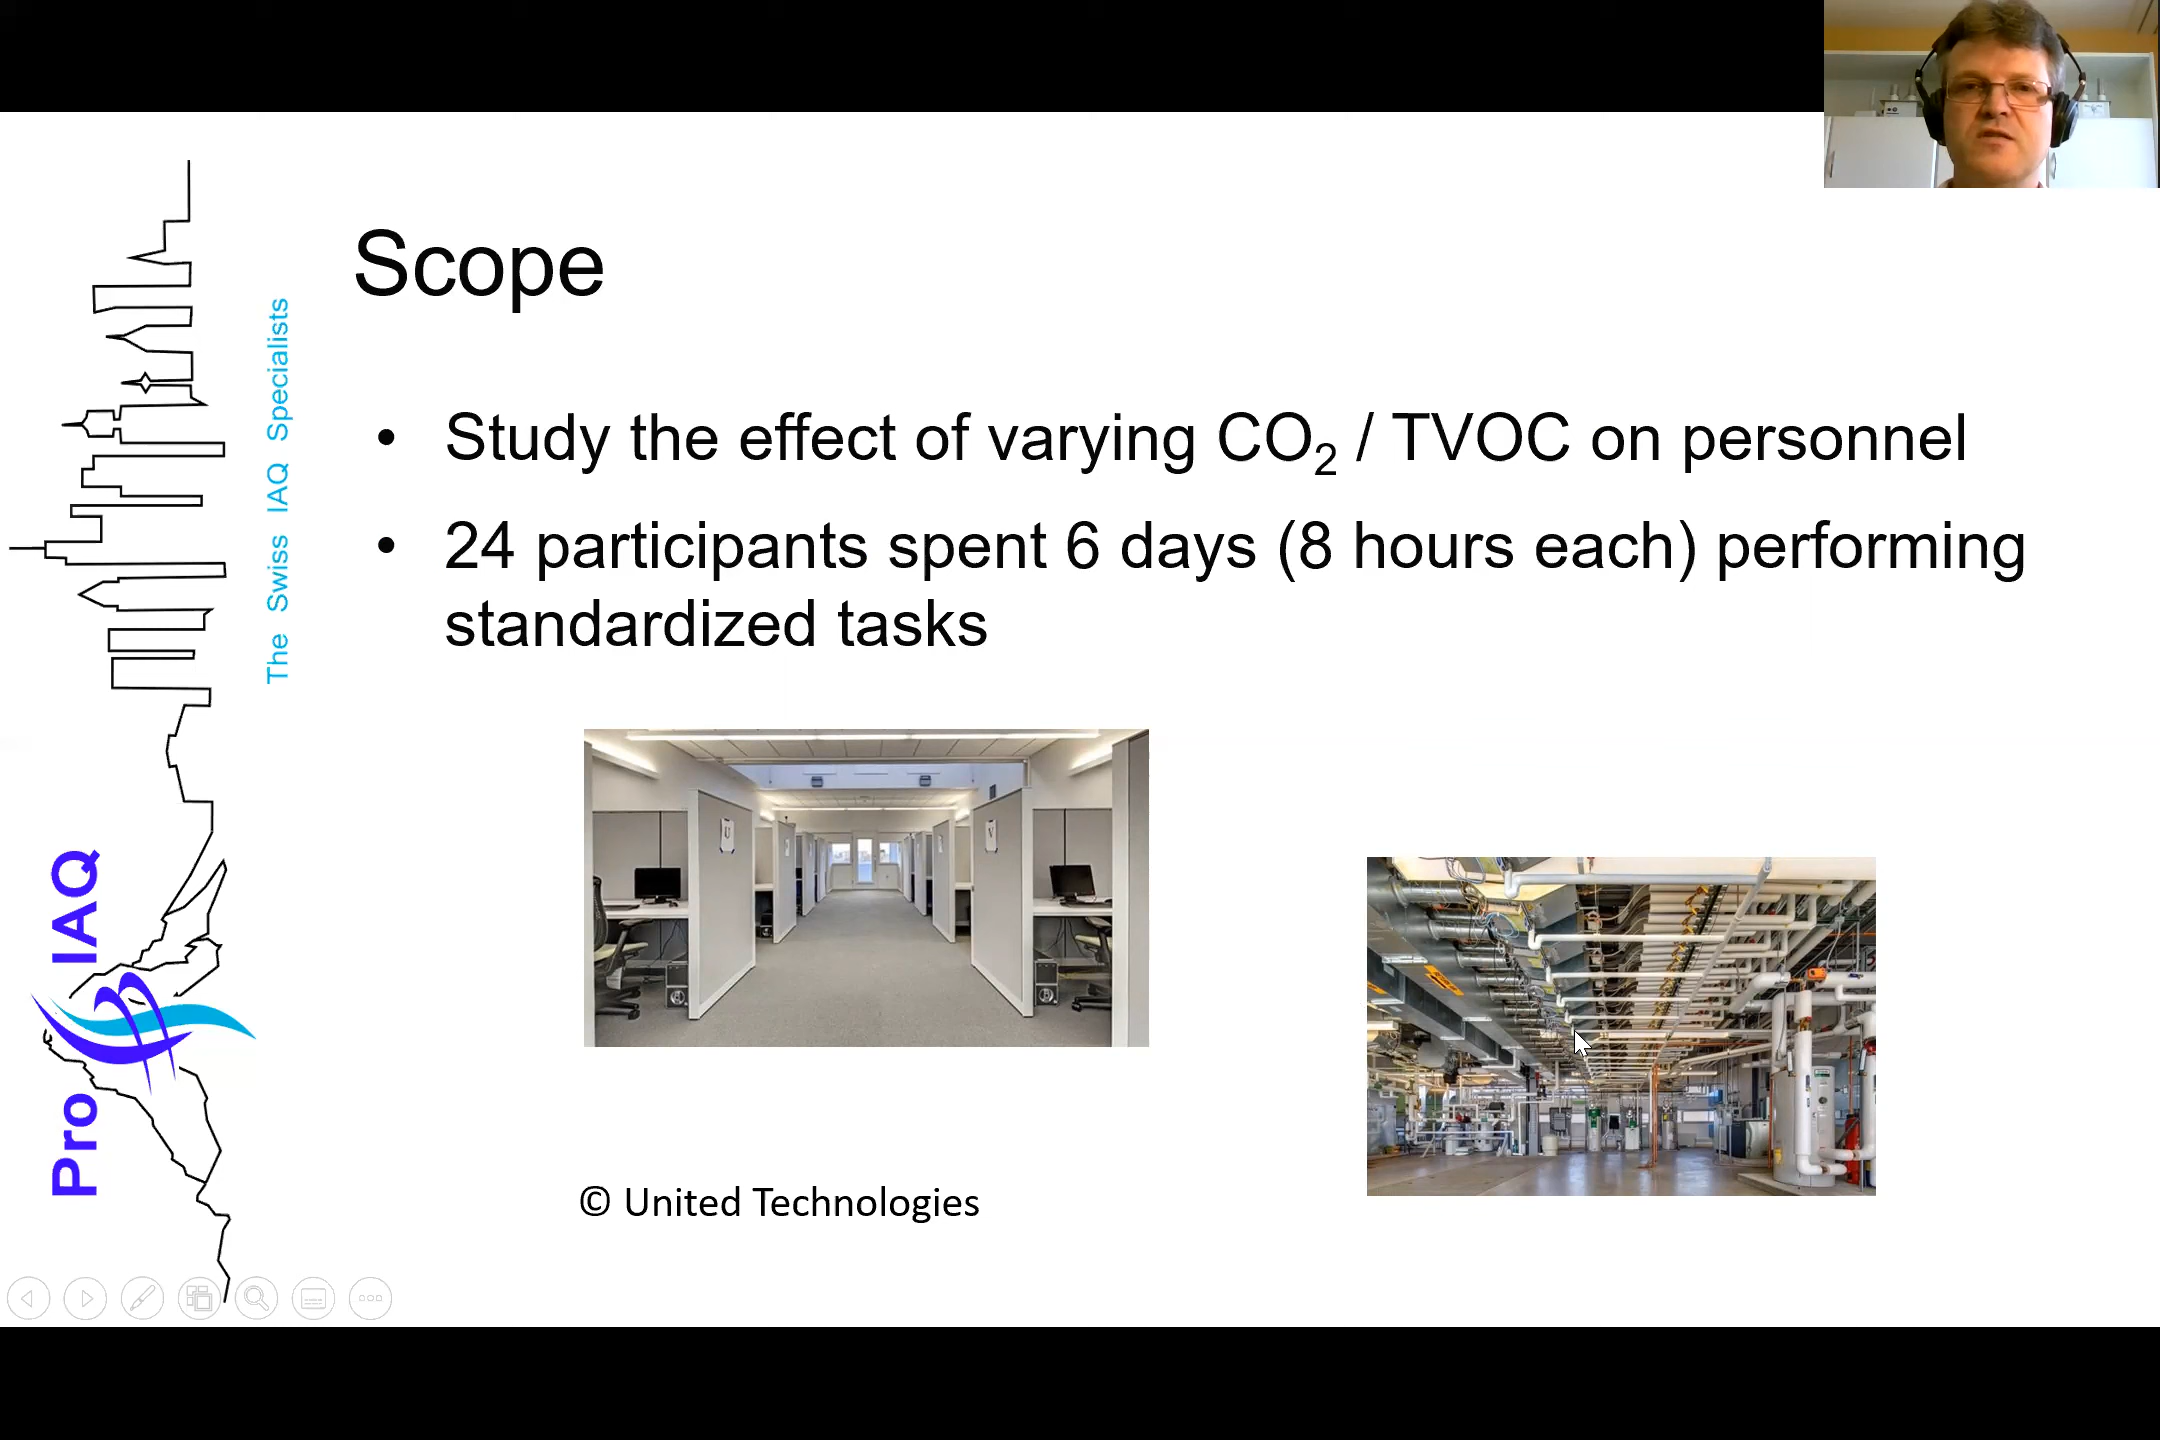 Scope
• Study the effect of varying CO₂ / TVOC on personnel
• 24 participants spent 6 days (8 hours each) performing
standardized tasks
© United Technologies
The Swiss IAQ Specialists
Pro IAQ
U
V